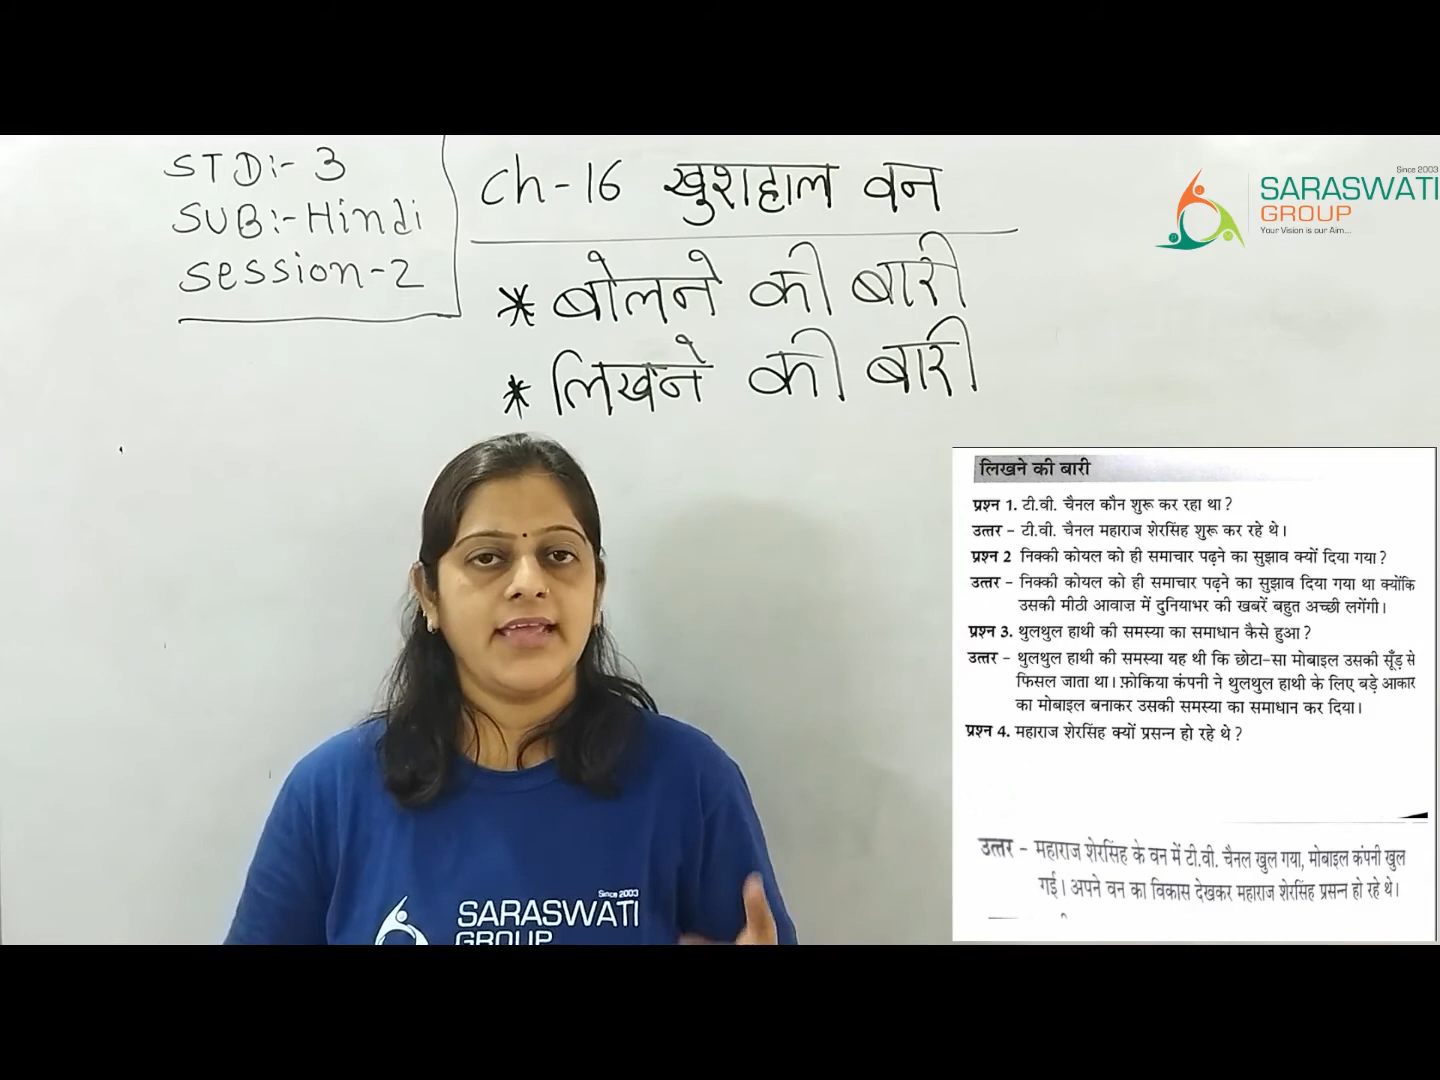 STD:- 3
SUB:- Hindi
Session-2
Ch-16 खुशहाल वन
* बोलने की बारी
* लिखने की बारी
Since 2003
SARASWATI
GROUP
Your Vision is our Aim...
लिखने की बारी
प्रश्न 1. टी.वी. चैनल कौन शुरू कर रहा था?
उत्तर – टी.वी. चैनल महाराज शेरसिंह शुरू कर रहे थे।
प्रश्न 2 निक्की कोयल को ही समाचार पढ़ने का सुझाव क्यों दिया गया?
उत्तर – निक्की कोयल को ही समाचार पढ़ने का सुझाव दिया गया था क्योंकि
उसकी मीठी आवाज़ में दुनियाभर की खबरें बहुत अच्छी लगेंगी।
प्रश्न 3. थुलथुल हाथी की समस्या का समाधान कैसे हुआ?
उत्तर – थुलथुल हाथी की समस्या यह थी कि छोटा-सा मोबाइल उसकी सूँड़ से
फिसल जाता था। फ़ोकिया कंपनी ने थुलथुल हाथी के लिए बड़े आकार
का मोबाइल बनाकर उसकी समस्या का समाधान कर दिया।
प्रश्न 4. महाराज शेरसिंह क्यों प्रसन्न हो रहे थे?
उत्तर – महाराज शेरसिंह के वन में टी.वी. चैनल खुल गया, मोबाइल कंपनी खुल
गई। अपने वन का विकास देखकर महाराज शेरसिंह प्रसन्न हो रहे थे।
Since 2003
SARASWATI
GROUP